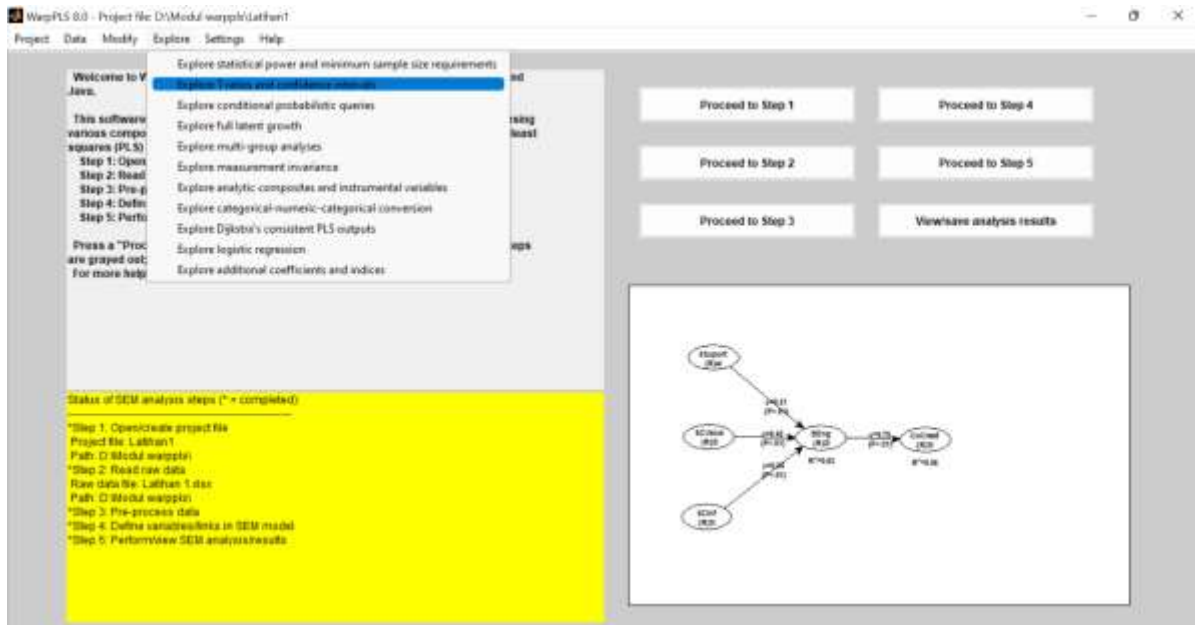 WarpPLS 8.0 - Project file: D:\Modul warppls\Latihan1
Project Data Modify Explore Settings Help
Explore statistical power and minimum sample size requirements
Explore T ratios and confidence intervals
Explore conditional probabilistic queries
Explore full latent growth
Explore multi-group analyses
Explore measurement invariance
Explore analytic composites and instrumental variables
Explore categorical-numeric-categorical conversion
Explore Dijkstra's consistent PLS outputs
Explore logistic regression
Explore additional coefficients and indices
Welcome to W
Java.
This software
various compo
squares (PLS)
least
Step 1: Open
Step 2: Read
Step 3: Pre-p
Step 4: Defin
Step 5: Perfo
Press a "Proc
are grayed out;
For more help
Proceed to Step 1
Proceed to Step 4
Proceed to Step 2
Proceed to Step 5
Proceed to Step 3
View/save analysis results
Status of SEM analysis steps (* = completed)
*Step 1: Open/create project file
Project file: Latihan1
Path: D:\Modul warppls\
*Step 2: Read raw data
Raw data file: Latihan 1.xlsx
Path: D:\Modul warppls\
*Step 3: Pre-process data
*Step 4: Define variables/links in SEM model
*Step 5: Perform/view SEM analysis/results